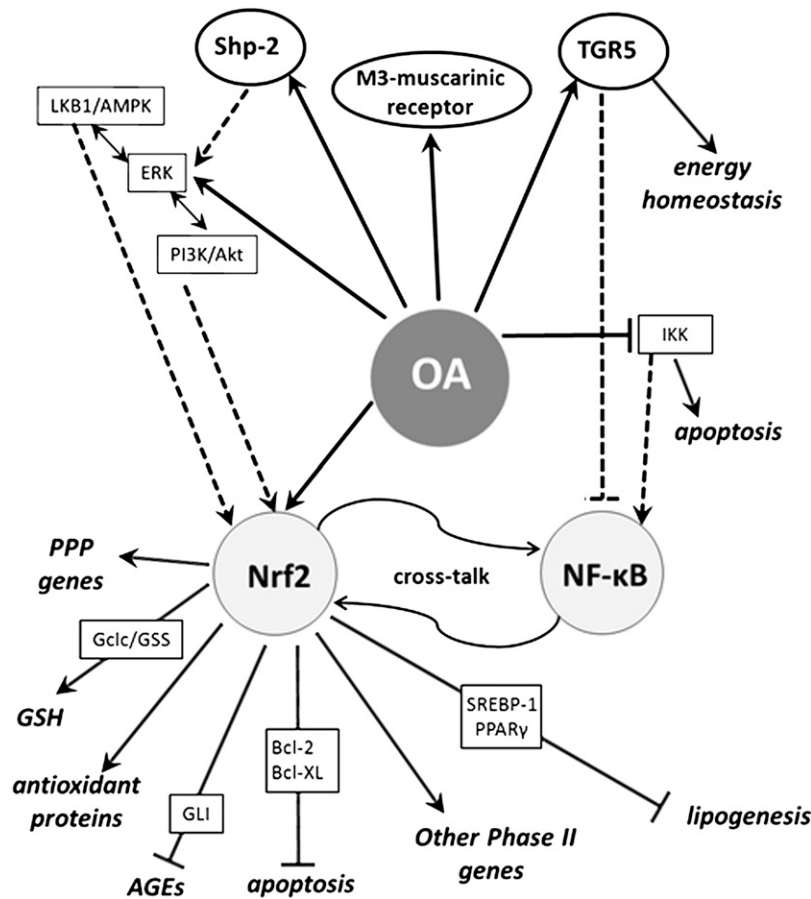 Shp-2
TGR5
M3-muscarinic
receptor
LKB1/AMPK
energy
homeostasis
ERK
PI3K/Akt
IKK
OA
apoptosis
PPP
genes
Nrf2
cross-talk
NF-κB
Gclc/GSS
GSH
SREBP-1
PPARγ
antioxidant
proteins
Bcl-2
Bcl-XL
GLI
lipogenesis
Other Phase II
genes
AGEs
apoptosis